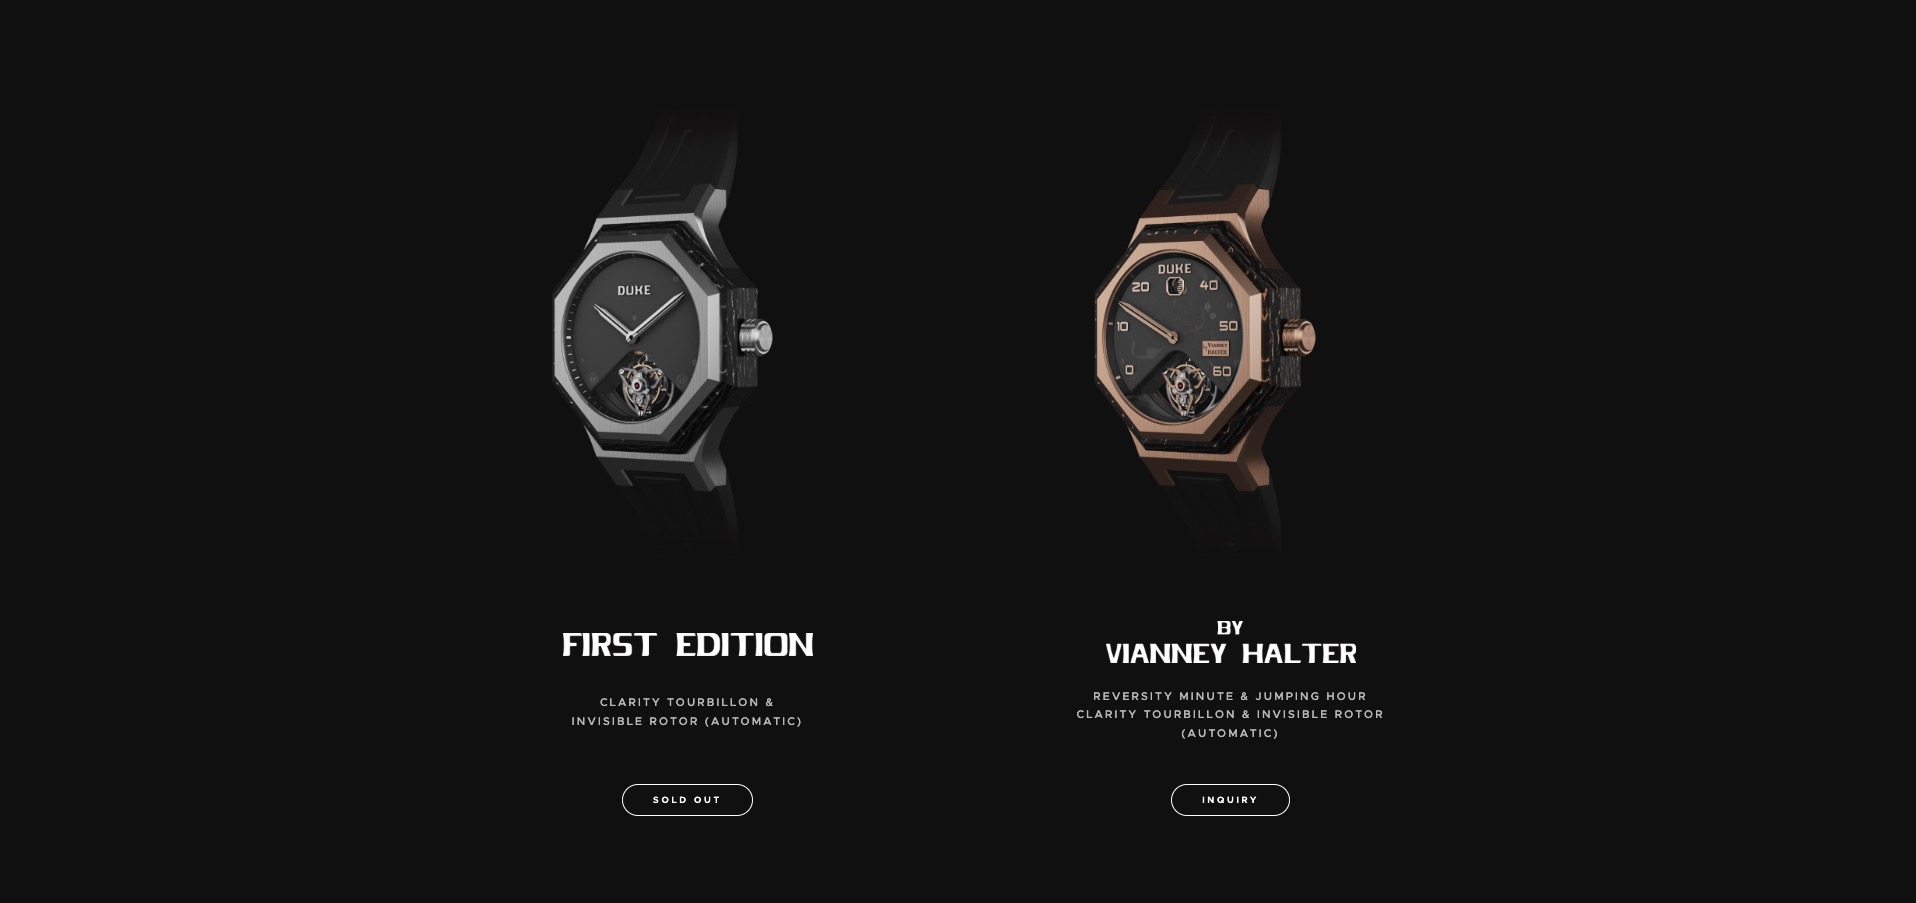 DUKE
DUKE
20
40
10
50
VIANNEY
HALTER
0
60
FIRST EDITION
CLARITY TOURBILLON &
INVISIBLE ROTOR (AUTOMATIC)
SOLD OUT
BY
VIANNEY HALTER
REVERSITY MINUTE & JUMPING HOUR
CLARITY TOURBILLON & INVISIBLE ROTOR
(AUTOMATIC)
INQUIRY